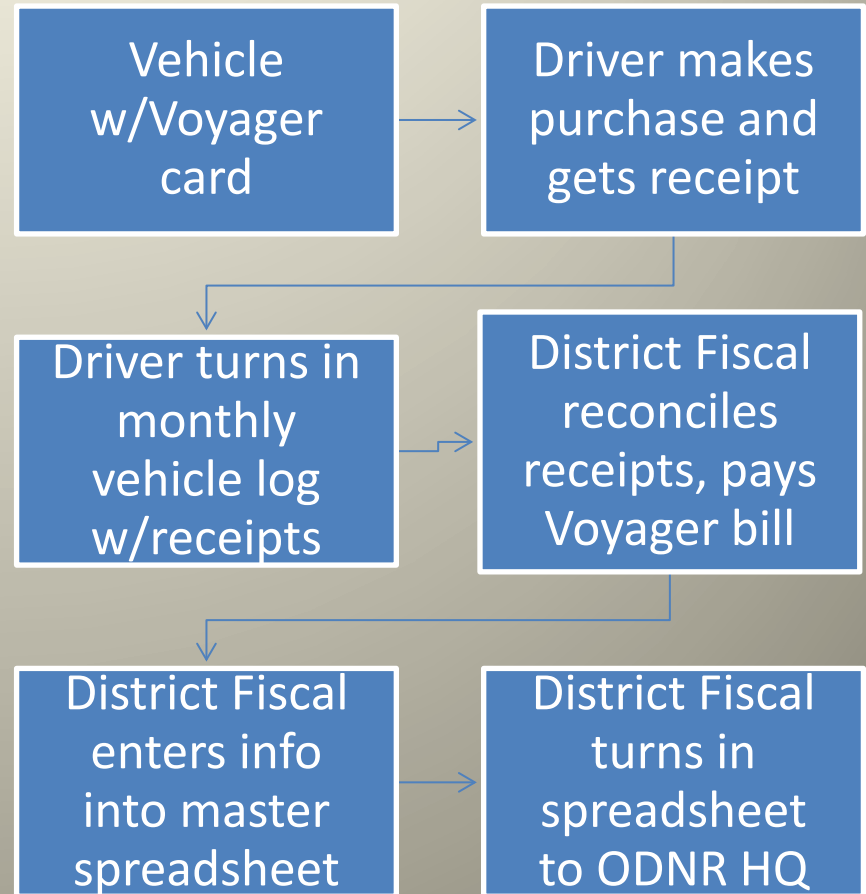 Vehicle
w/Voyager
card
Driver makes
purchase and
gets receipt
Driver turns in
monthly
vehicle log
w/receipts
District Fiscal
reconciles
receipts, pays
Voyager bill
District Fiscal
enters info
into master
spreadsheet
District Fiscal
turns in
spreadsheet
to ODNR HQ